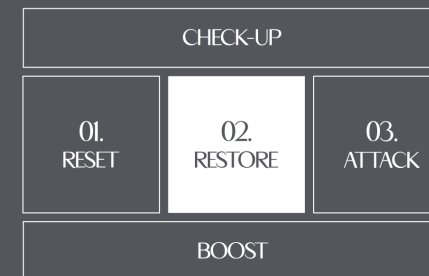 CHECK-UP
01.
RESET
02.
RESTORE
03.
ATTACK
BOOST